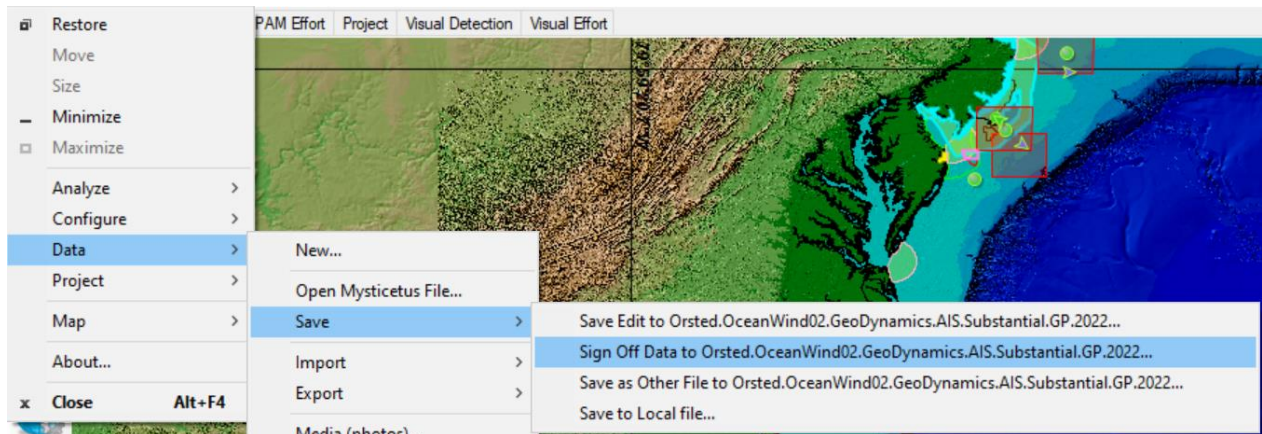 Restore
Move
Size
Minimize
Maximize
Analyze
Configure
Data
Project
Map
About...
Close Alt+F4
PAM Effort Project Visual Detection Visual Effort
New...
Open Mysticetus File...
Save
Import
Export
Media (photos)
Save Edit to Orsted.OceanWind02.GeoDynamics.AIS.Substantial.GP.2022...
Sign Off Data to Orsted.OceanWind02.GeoDynamics.AIS.Substantial.GP.2022...
Save as Other File to Orsted.OceanWind02.GeoDynamics.AIS.Substantial.GP.2022...
Save to Local file...